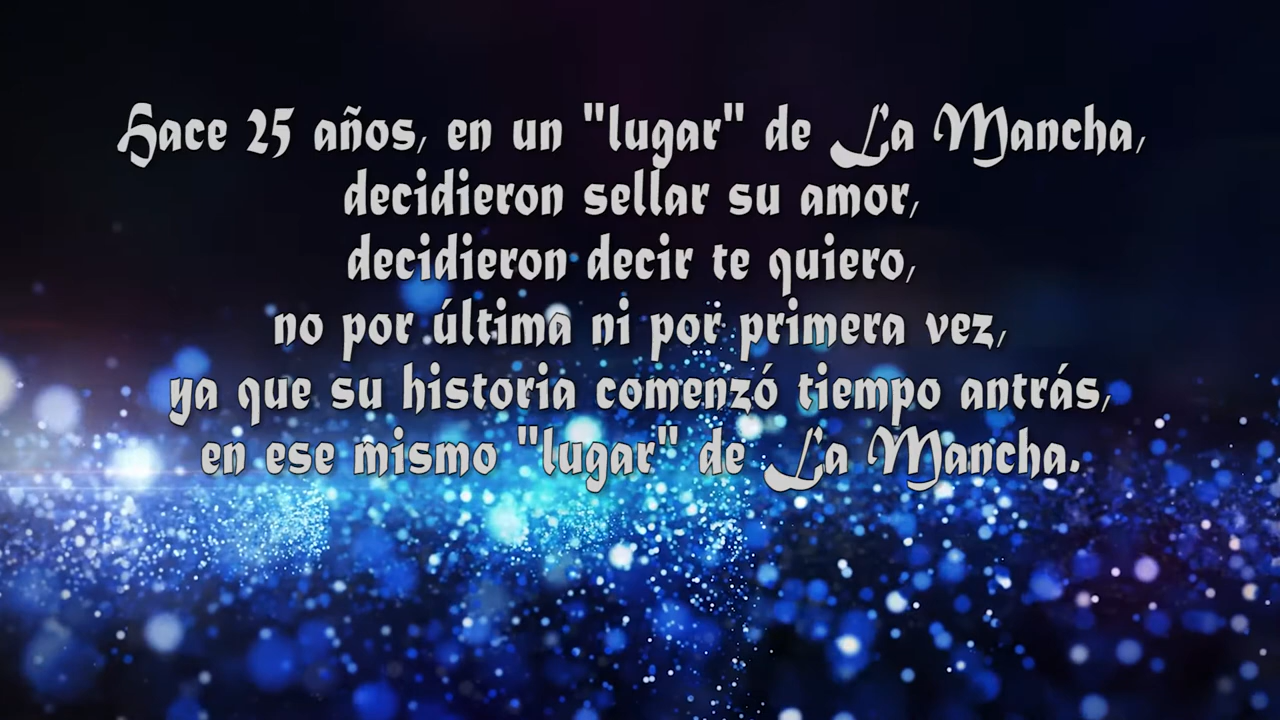 Hace 25 años, en un "lugar" de La Mancha,
decidieron sellar su amor,
decidieron decir te quiero,
no por última ni por primera vez,
ya que su historia comenzó tiempo antrás,
en ese mismo "lugar" de La Mancha.